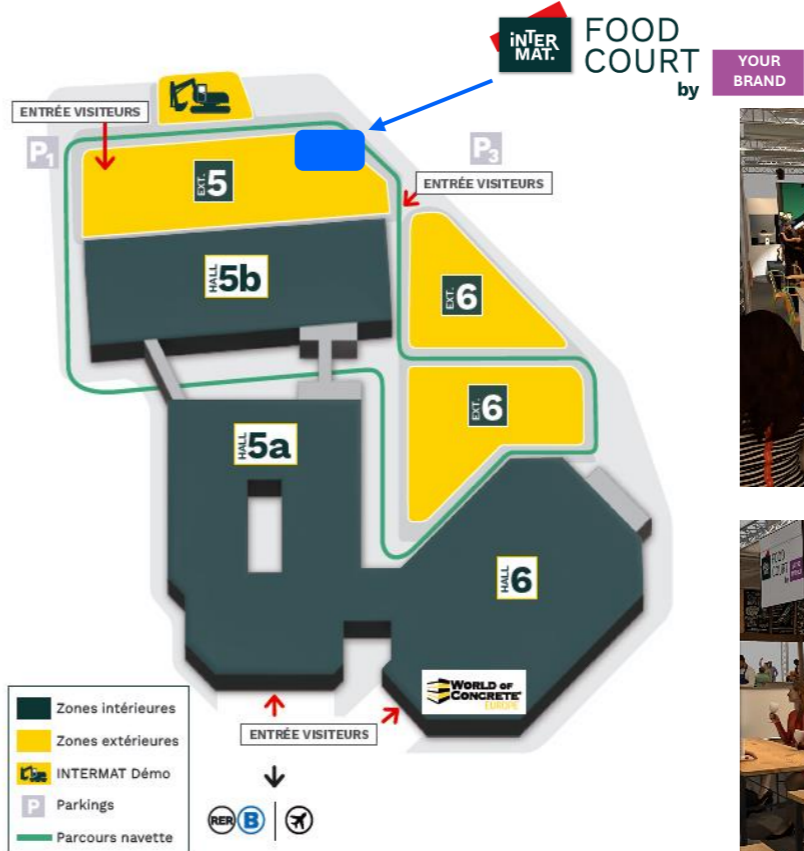 iNTER
MAT.
FOOD
COURT
by
YOUR
BRAND
ENTRÉE VISITEURS
P1
P3
ENTRÉE VISITEURS
EXT. 5
HALL 5b
EXT. 6
EXT. 6
HALL 5a
HALL 6
WORLD OF
CONCRETE
EUROPE
ENTRÉE VISITEURS
Zones intérieures
Zones extérieures
INTERMAT Démo
P Parkings
Parcours navette
RER B
FOOD
COURT